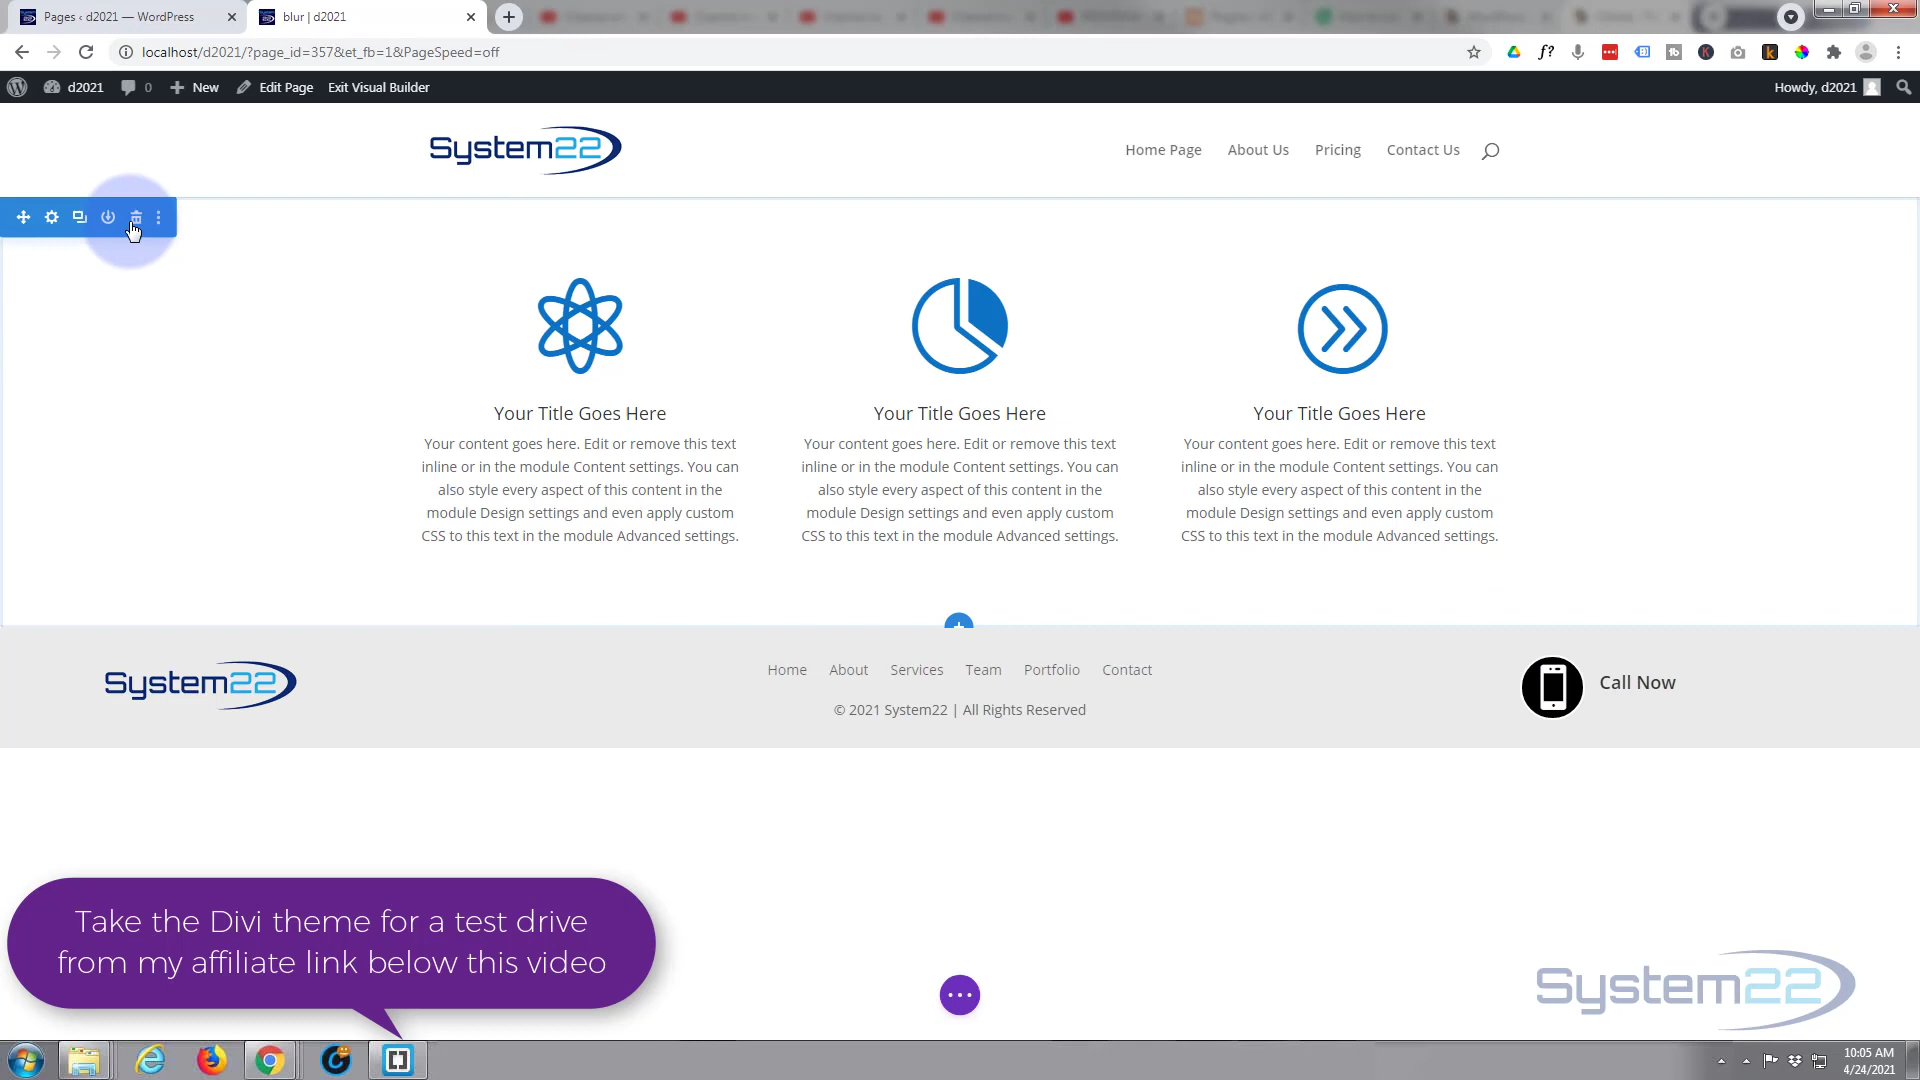 Pages ‹ d2021 — WordPress
blur | d2021
localhost/d2021/?page_id=357&et_fb=1&PageSpeed=off
d2021
0
New
Edit Page
Exit Visual Builder
Howdy, d2021
System22
Home Page
About Us
Pricing
Contact Us
Your Title Goes Here
Your content goes here. Edit or remove this text
inline or in the module Content settings. You can
also style every aspect of this content in the
module Design settings and even apply custom
CSS to this text in the module Advanced settings.
Your Title Goes Here
Your content goes here. Edit or remove this text
inline or in the module Content settings. You can
also style every aspect of this content in the
module Design settings and even apply custom
CSS to this text in the module Advanced settings.
Your Title Goes Here
Your content goes here. Edit or remove this text
inline or in the module Content settings. You can
also style every aspect of this content in the
module Design settings and even apply custom
CSS to this text in the module Advanced settings.
System22
Home
About
Services
Team
Portfolio
Contact
© 2021 System22 | All Rights Reserved
Call Now
Take the Divi theme for a test drive
from my affiliate link below this video
System22
10:05 AM
4/24/2021